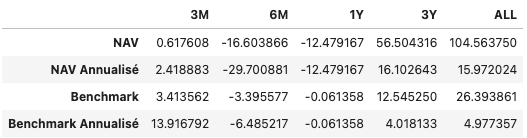 3M 6M 1Y 3Y ALL
NAV 0.617608 -16.603866 -12.479167 56.504316 104.563750
NAV Annualisé 2.418883 -29.700881 -12.479167 16.102643 15.972024
Benchmark 3.413562 -3.395577 -0.061358 12.545250 26.393861
Benchmark Annualisé 13.916792 -6.485217 -0.061358 4.018133 4.977357